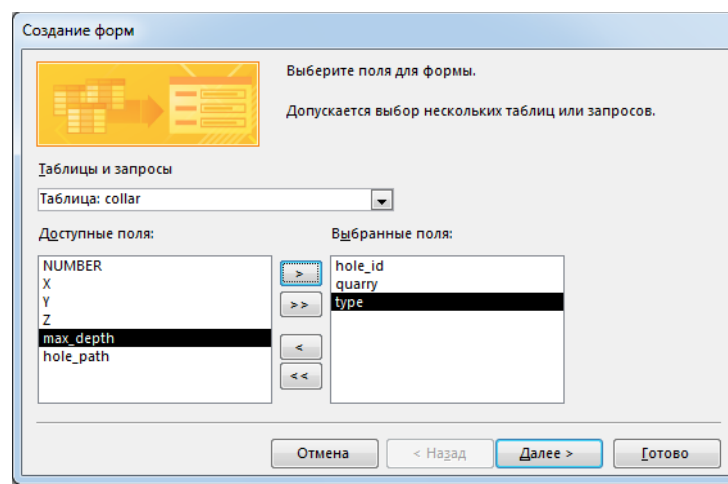 Создание форм
Выберите поля для формы.
Допускается выбор нескольких таблиц или запросов.
Таблицы и запросы
Таблица: collar
Доступные поля:
Выбранные поля:
NUMBER
X
Y
Z
max_depth
hole_path
>
>>
<
<<
hole_id
quarry
type
Отмена
< Назад
Далее >
Готово